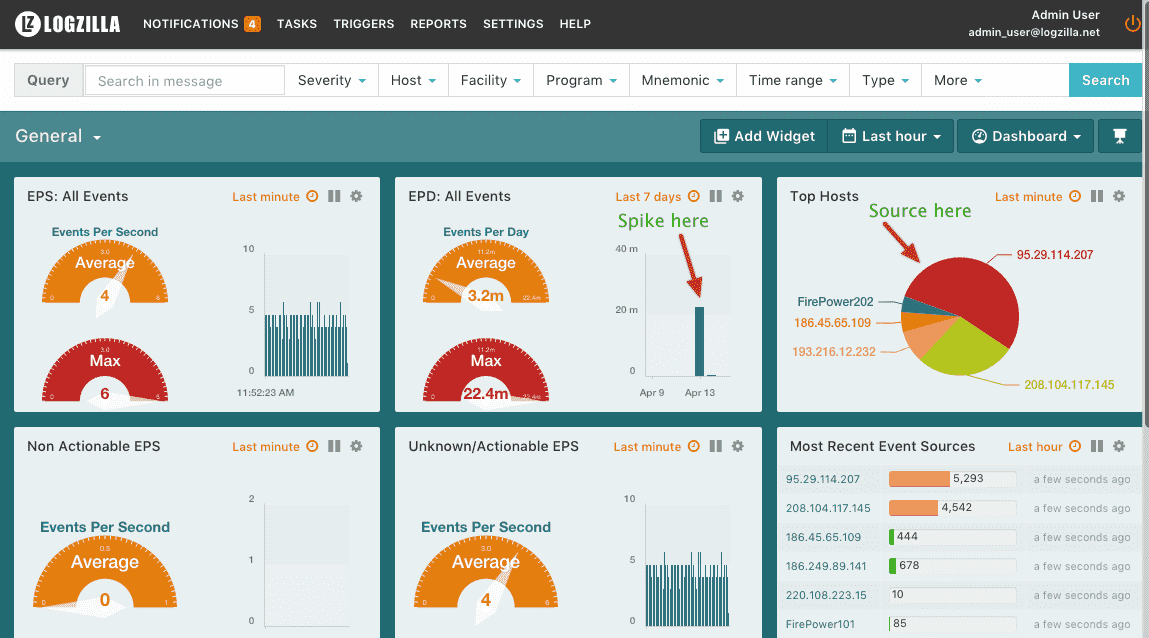 LOGZILLA NOTIFICATIONS 4 TASKS TRIGGERS REPORTS SETTINGS HELP
Admin User
admin_user@logzilla.net
Query Search in message Severity Host Facility Program Mnemonic Time range Type More Search
General Add Widget Last hour Dashboard
EPS: All Events Last minute
Events Per Second
3.0
Average
0 4 6
3.0
Max
0 6
10
5
0
11:52:23 AM
EPD: All Events Last 7 days
Spike here
Events Per Day
11.2m
Average
0 3.2m 22.4m
11.2m
Max
0 22.4m 22.4m
40 m
20 m
0
Apr 9 Apr 13
Top Hosts Last minute
Source here
95.29.114.207
FirePower202
186.45.65.109
193.216.12.232
208.104.117.145
Non Actionable EPS Last minute
Events Per Second
0.5
Average
0 0 1
2
1
0
Unknown/Actionable EPS Last minute
Events Per Second
3.0
Average
0 4 6
10
5
0
Most Recent Event Sources Last hour
95.29.114.207 5,293 a few seconds ago
208.104.117.145 4,542 a few seconds ago
186.45.65.109 444 a few seconds ago
186.249.89.141 678 a few seconds ago
220.108.223.15 10 a few seconds ago
FirePower101 85 a few seconds ago